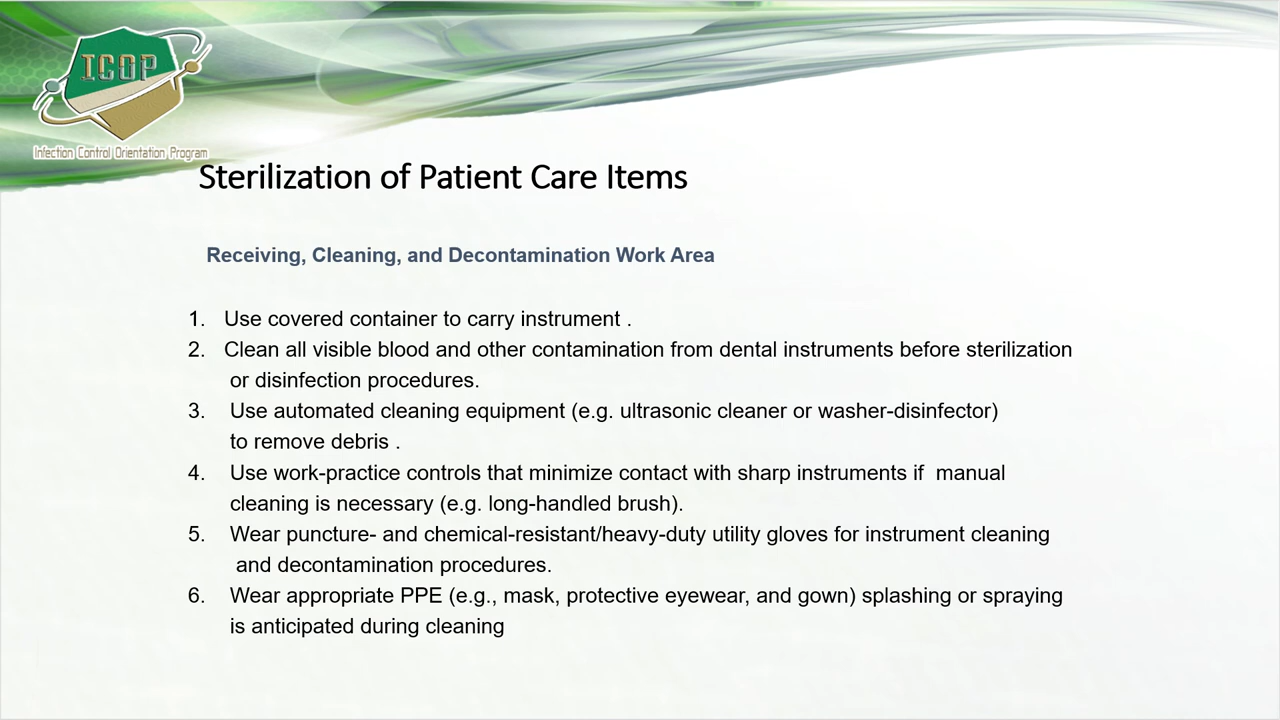 ICOP
Infection Control Orientation Program
Sterilization of Patient Care Items
Receiving, Cleaning, and Decontamination Work Area
1. Use covered container to carry instrument .
2. Clean all visible blood and other contamination from dental instruments before sterilization
or disinfection procedures.
3. Use automated cleaning equipment (e.g. ultrasonic cleaner or washer-disinfector)
to remove debris .
4. Use work-practice controls that minimize contact with sharp instruments if  manual
cleaning is necessary (e.g. long-handled brush).
5. Wear puncture- and chemical-resistant/heavy-duty utility gloves for instrument cleaning
and decontamination procedures.
6. Wear appropriate PPE (e.g., mask, protective eyewear, and gown) splashing or spraying
is anticipated during cleaning